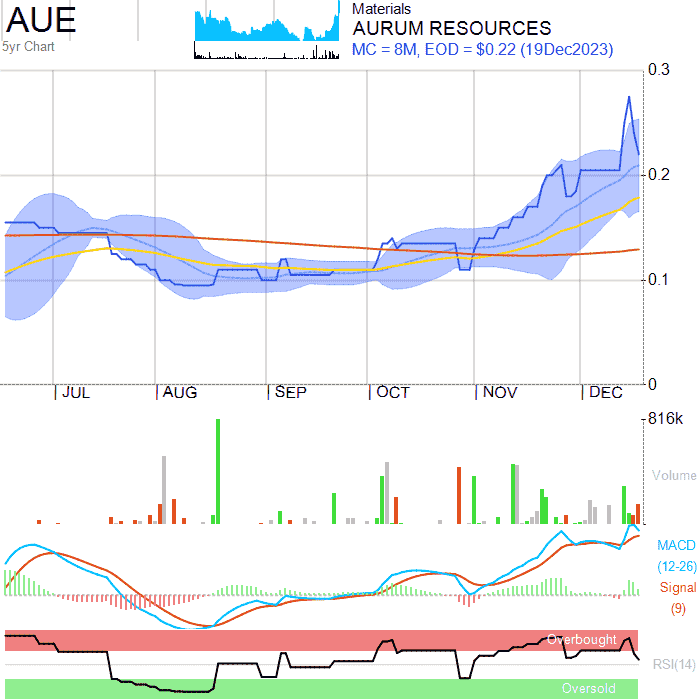 AUE
5yr Chart
Materials
AURUM RESOURCES
MC = 8M, EOD = $0.22 (19Dec2023)
0.3
0.2
0.1
0
JUL
AUG
SEP
OCT
NOV
DEC
816k
Volume
MACD
(12-26)
Signal
(9)
Overbought
RSI(14)
Oversold